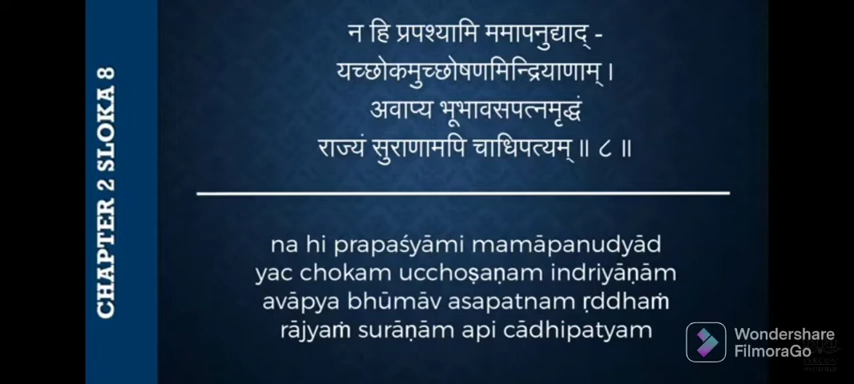 CHAPTER 2 SLOKA 8
न हि प्रपश्यामि ममापनुद्याद् -
यच्छोकमुच्छोषणमिन्द्रियाणाम् ।
अवाप्य भूभावसपत्नमृद्धं
राज्यं सुराणामपि चाधिपत्यम् ॥ ८ ॥
na hi prapaśyāmi mamāpanudyād
yac chokam ucchoṣaṇam indriyāṇām
avāpya bhūmāv asapatnam ṛddhaṁ
rājyaṁ surāṇām api cādhipatyam
Wondershare
FilmoraGo